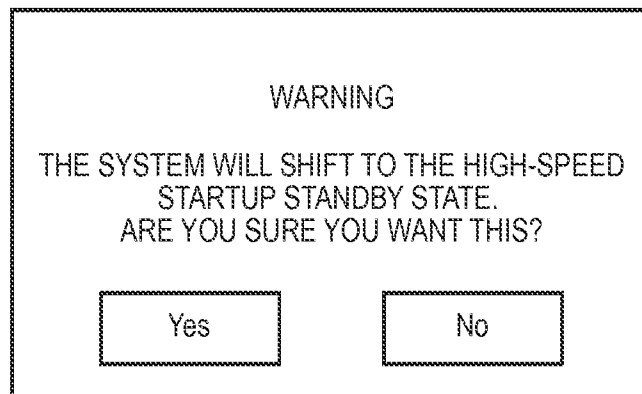 WARNING
THE SYSTEM WILL SHIFT TO THE HIGH-SPEED
STARTUP STANDBY STATE.
ARE YOU SURE YOU WANT THIS?
Yes No